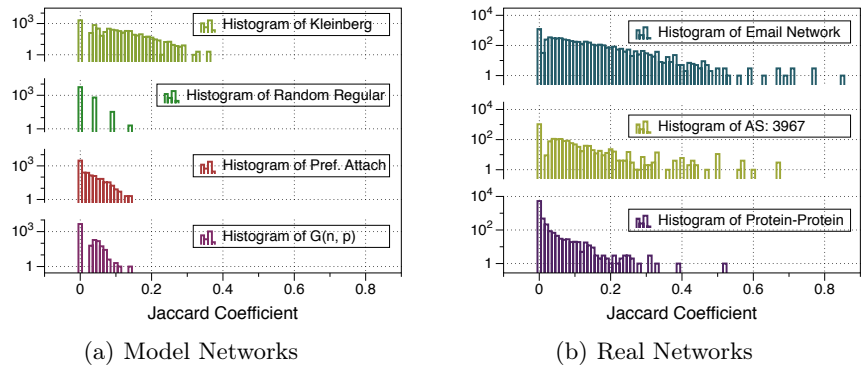 10³
1
Histogram of Kleinberg
10³
1
Histogram of Random Regular
10³
1
Histogram of Pref. Attach
10³
1
Histogram of G(n, p)
0 0.2 0.4 0.6 0.8
Jaccard Coefficient
(a) Model Networks
Real Networks
10⁴
10²
1
Histogram of Email Network
10⁴
10²
1
Histogram of AS: 3967
10⁴
10²
1
Histogram of Protein-Protein
0 0.2 0.4 0.6 0.8
Jaccard Coefficient
(b) Real Networks